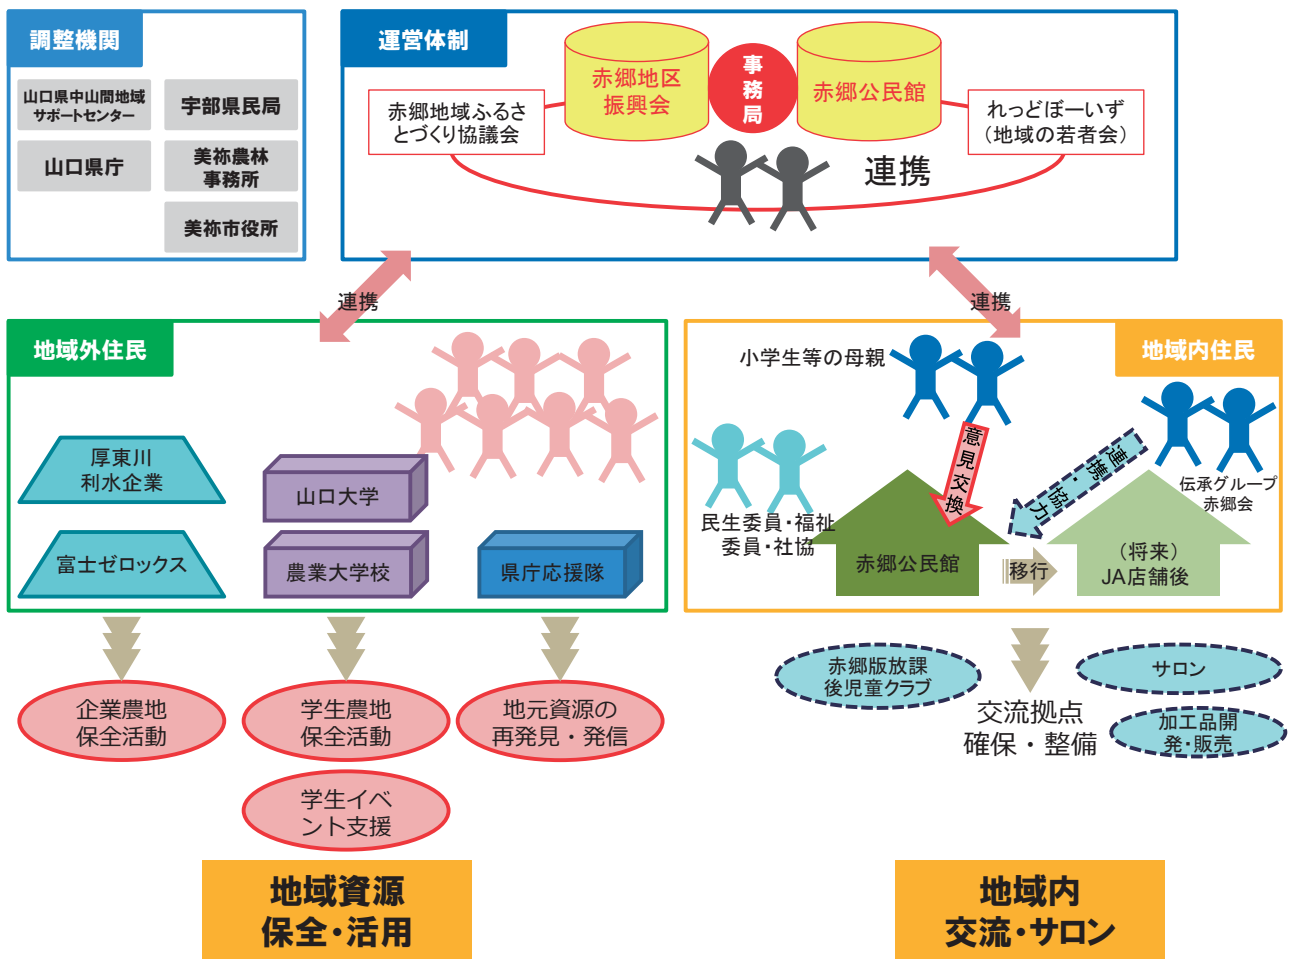 調整機関
山口県中山間地域
サポートセンター
宇部県民局
山口県庁
美祢農林
事務所
美祢市役所
運営体制
赤郷地区
振興会
事務局
赤郷公民館
赤郷地域ふるさ
とづくり協議会
れっどぼーいず
（地域の若者会）
連携
連携
連携
地域外住民
厚東川
利水企業
山口大学
富士ゼロックス
農業大学校
県庁応援隊
企業農地
保全活動
学生農地
保全活動
地元資源の
再発見・発信
学生イベ
ント支援
地域資源
保全・活用
地域内住民
小学生等の母親
意見交換
連携・協力
伝承グループ
赤郷会
民生委員・福祉
委員・社協
赤郷公民館
移行
（将来）
JA店舗後
赤郷版放課
後児童クラブ
サロン
交流拠点
確保・整備
加工品開
発・販売
地域内
交流・サロン